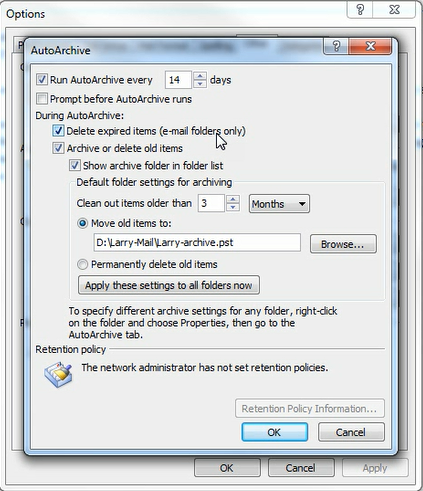 Options
AutoArchive
Run AutoArchive every 14 days
Prompt before AutoArchive runs
During AutoArchive:
Delete expired items (e-mail folders only)
Archive or delete old items
Show archive folder in folder list
Default folder settings for archiving
Clean out items older than 3 Months
Move old items to:
D:\Larry-Mail\Larry-archive.pst Browse...
Permanently delete old items
Apply these settings to all folders now
To specify different archive settings for any folder, right-click
on the folder and choose Properties, then go to the
AutoArchive tab.
Retention policy
The network administrator has not set retention policies.
Retention Policy Information...
OK Cancel
OK Cancel Apply